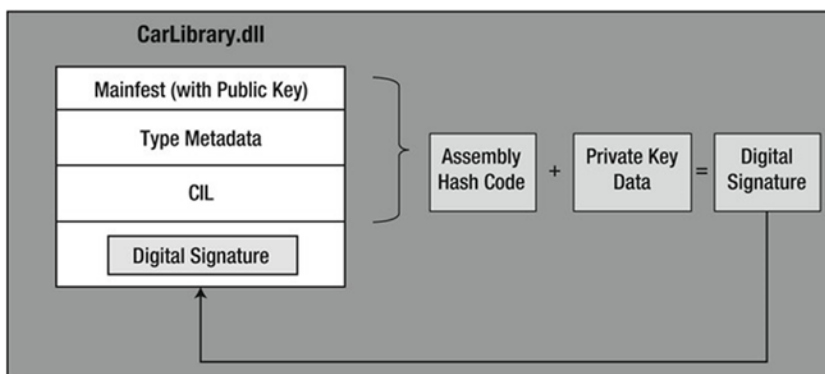 CarLibrary.dll
Mainfest (with Public Key)
Type Metadata
CIL
Digital Signature
Assembly
Hash Code
+
Private Key
Data
=
Digital
Signature